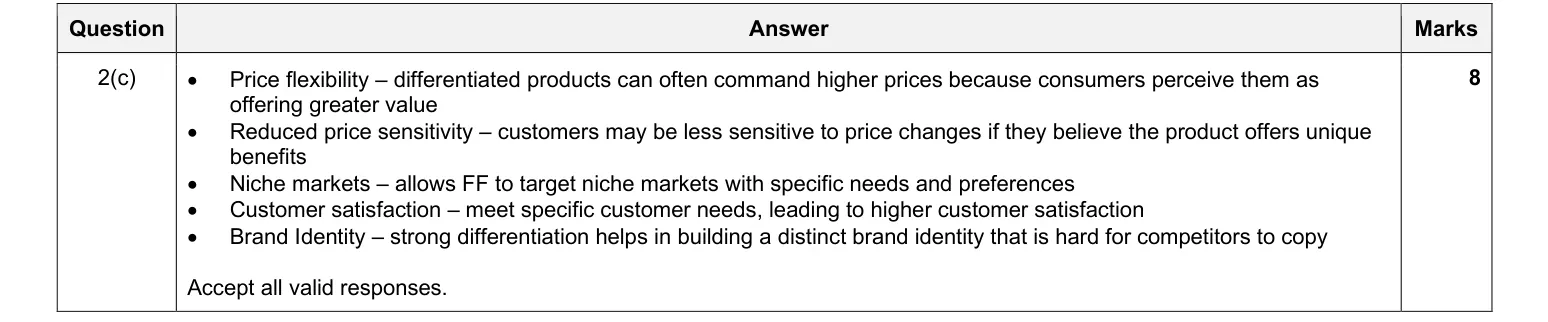 Question Answer Marks
2(c) • Price flexibility – differentiated products can often command higher prices because consumers perceive them as 8
offering greater value
• Reduced price sensitivity – customers may be less sensitive to price changes if they believe the product offers unique
benefits
• Niche markets – allows FF to target niche markets with specific needs and preferences
• Customer satisfaction – meet specific customer needs, leading to higher customer satisfaction
• Brand Identity – strong differentiation helps in building a distinct brand identity that is hard for competitors to copy
Accept all valid responses.